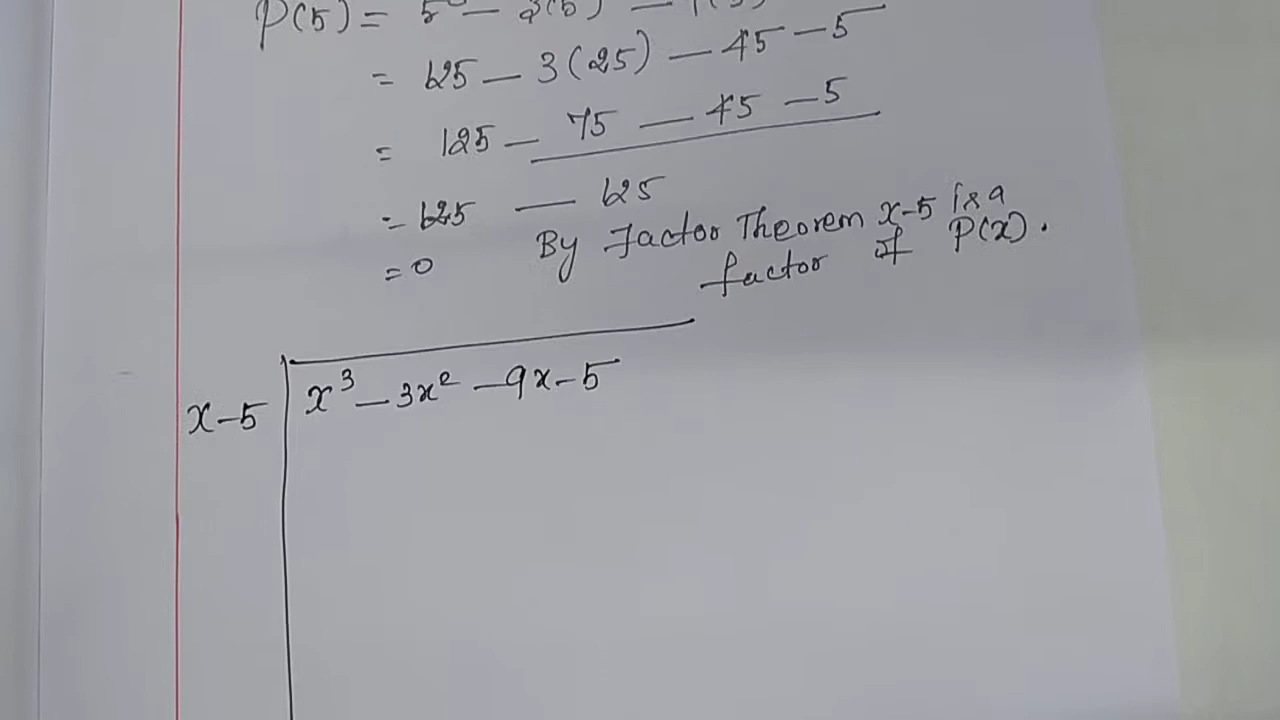 P(5) =
= 125 — 3(25) — 45 — 5
= 125 — 75 — 45 — 5
= 125 — 125
= 0 By Factor Theorem x-5 is a
factor of P(x).
x-5 x³ — 3x² — 9x - 5